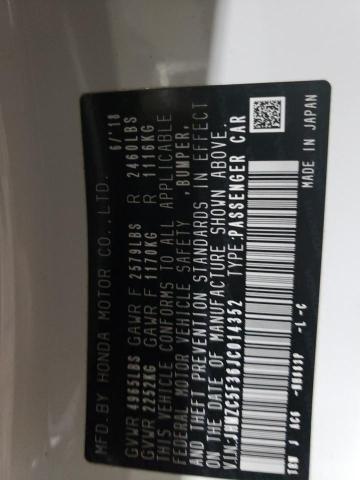 MFD.BY HONDA MOTOR CO.,LTD. 6/'18
GVWR 4965LBS GAWR F 2579LBS R 2460LBS
GVWR 2252KG GAWR F 1170KG R 1116KG
THIS VEHICLE CONFORMS TO ALL APPLICABLE
FEDERAL MOTOR VEHICLE SAFETY ,BUMPER,
AND THEFT PREVENTION STANDARDS IN EFFECT
ON THE DATE OF MANUFACTURE SHOWN ABOVE.
TYPE:PASSENGER CAR
-L -C
MADE IN JAPAN